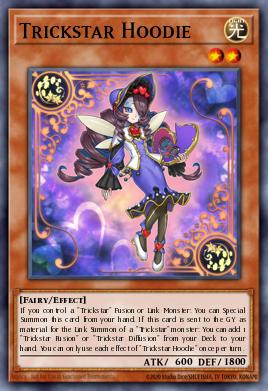 TRICKSTAR HOODIE
光
[FAIRY/EFFECT]
If you control a "Trickstar" Fusion or Link Monster: You can Special
Summon this card from your hand. If this card is sent to the GY as
material for the Link Summon of a "Trickstar" monster: You can add 1
"Trickstar Fusion" or "Trickstar Diffusion" from your Deck to your
hand. You can only use each effect of "Trickstar Hoodie" once per turn.
ATK/ 600 DEF/1800
©2020 Studio Dice/SHUEISHA, TV TOKYO, KONAMI